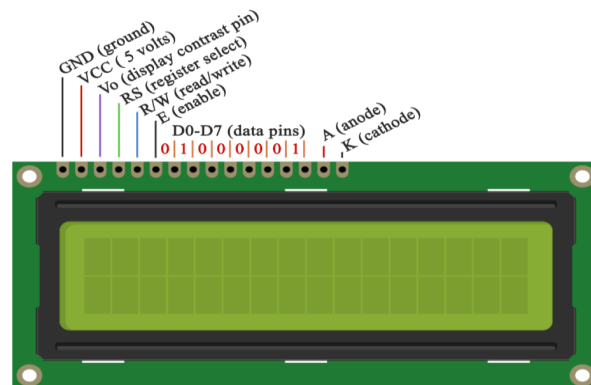 GND (ground)
VCC ( 5 volts)
Vo (display contrast pin)
RS (register select)
R/W (read/write)
E (enable)
D0-D7 (data pins)
0 1 0 0 0 0 0 1
A (anode)
K (cathode)